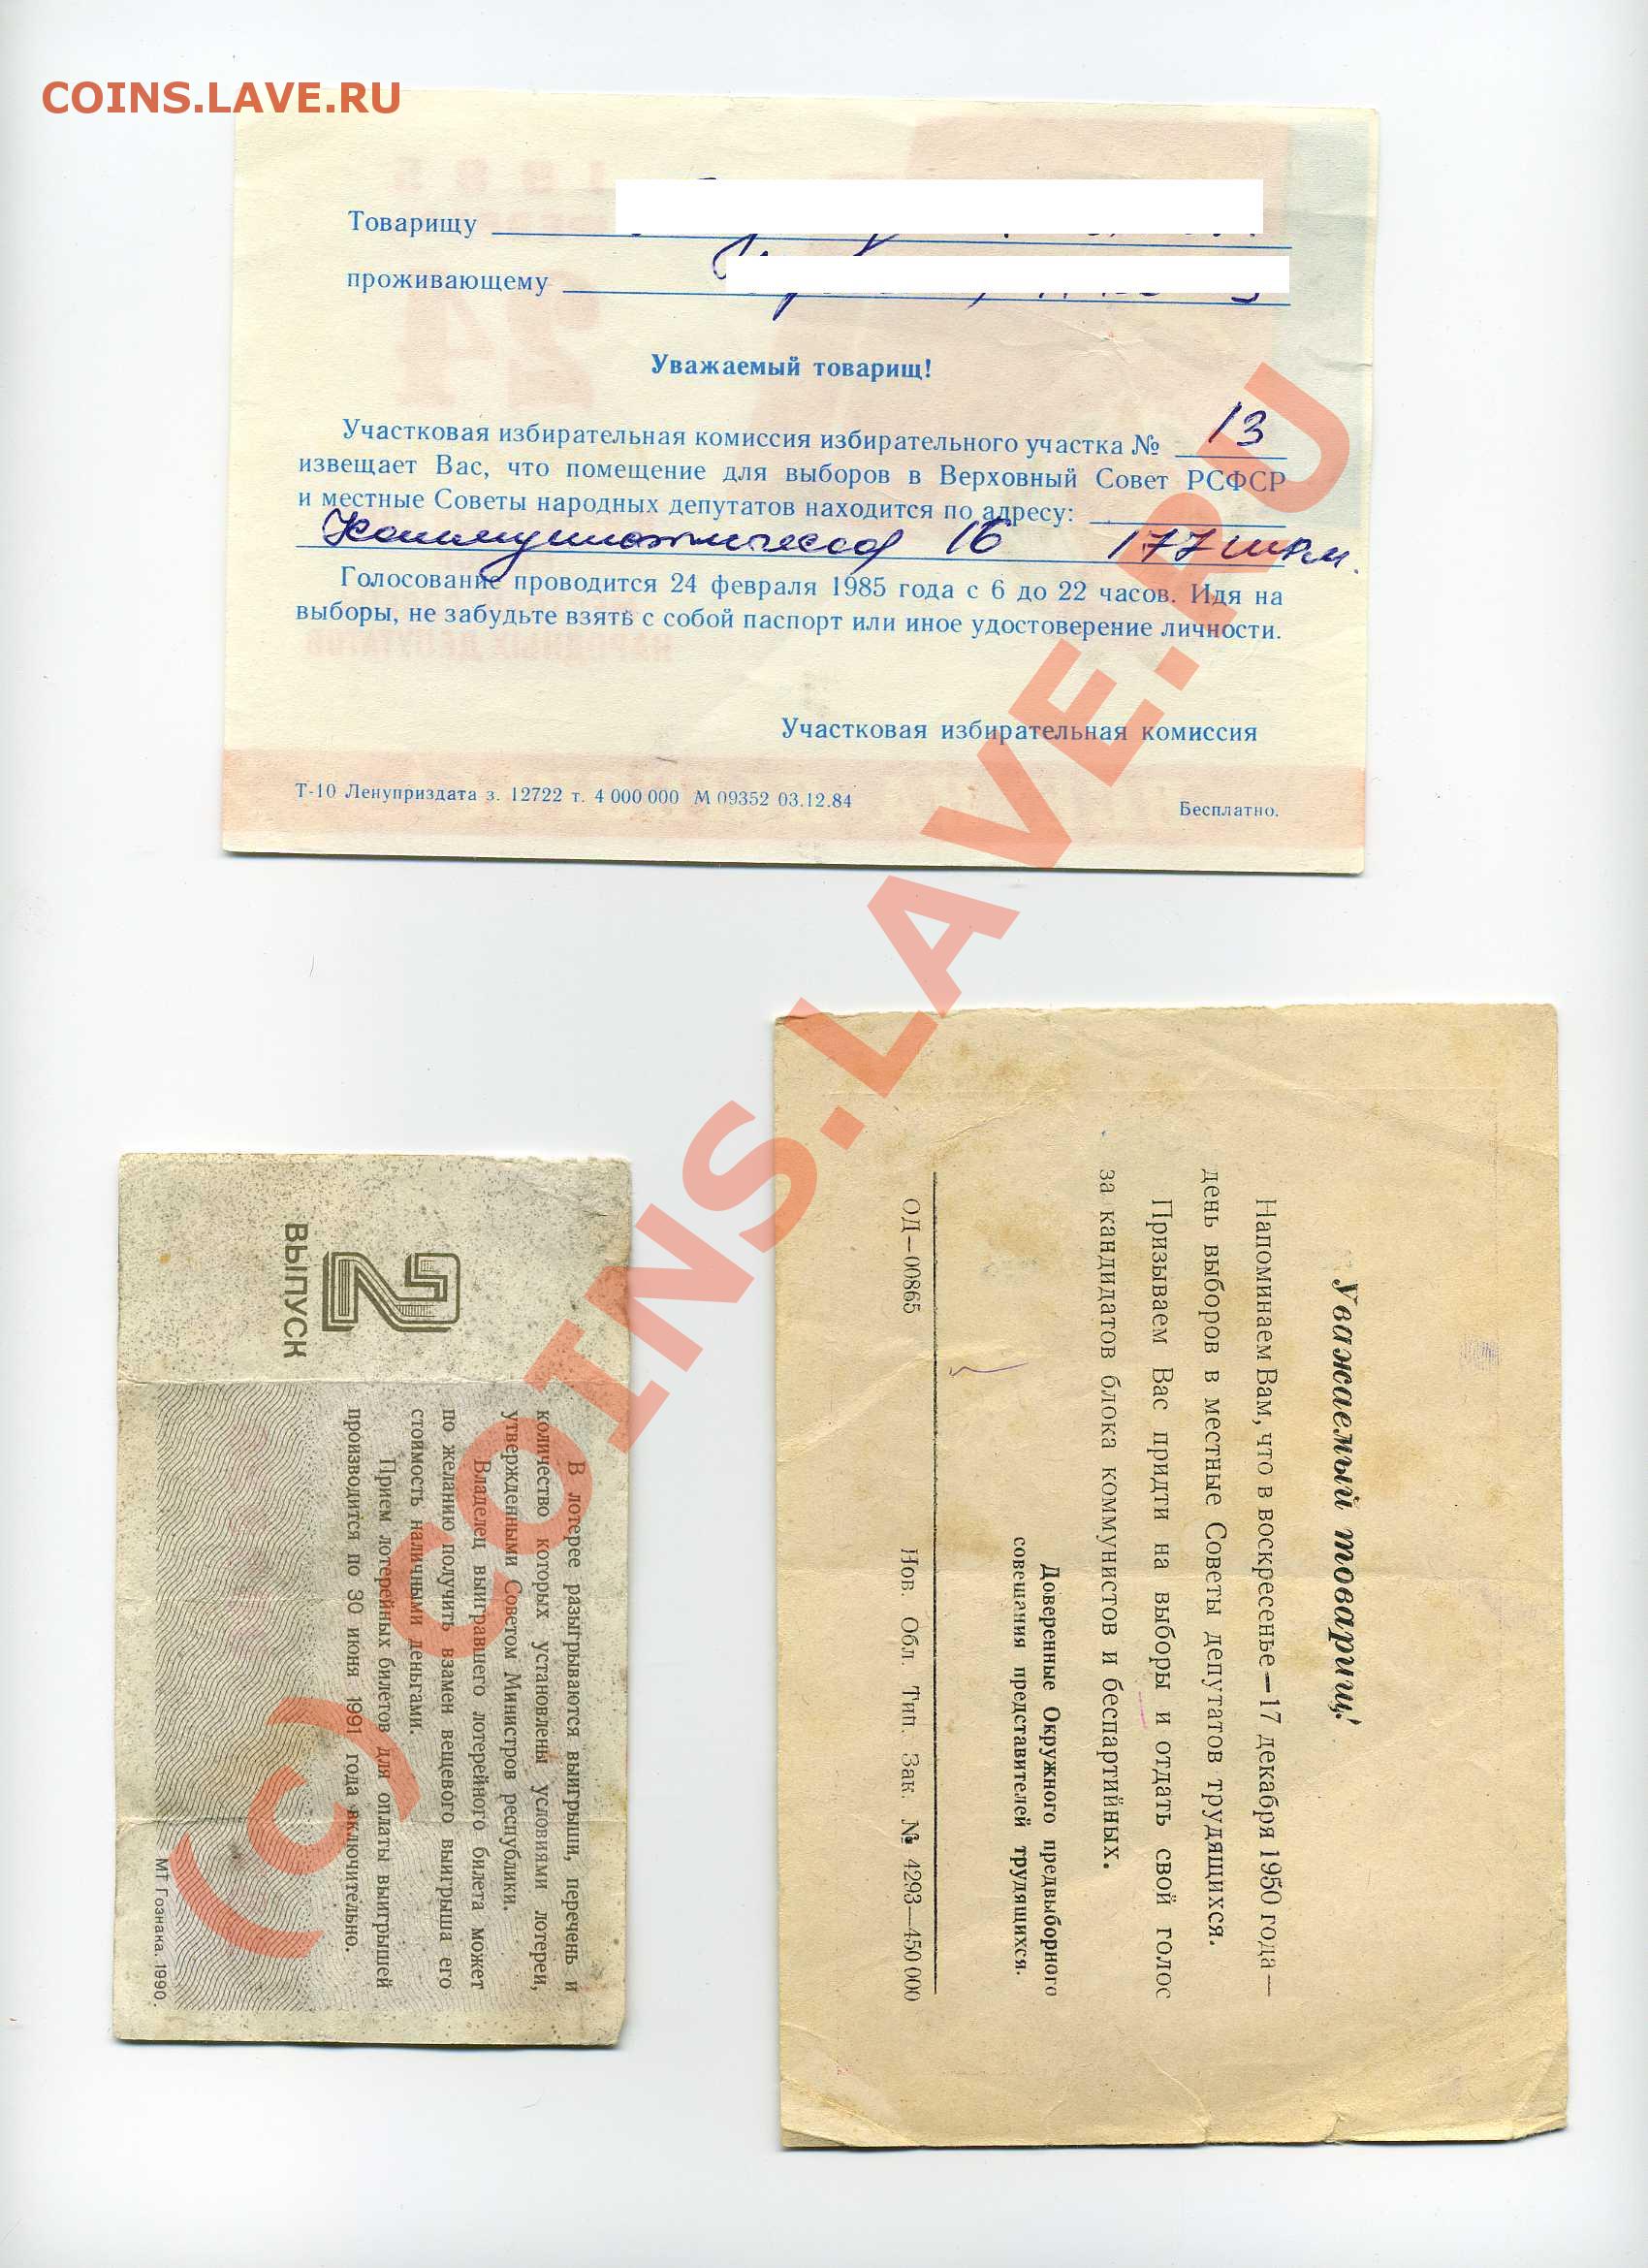 COINS.LAVE.RU
Товарищу
проживающему
Уважаемый товарищ!
Участковая избирательная комиссия избирательного участка № 13
извещает Вас, что помещение для выборов в Верховный Совет РСФСР
и местные Советы народных депутатов находится по адресу:
Коммунистическая 16 177 шк.
Голосование проводится 24 февраля 1985 года с 6 до 22 часов. Идя на
выборы, не забудьте взять с собой паспорт или иное удостоверение личности.
Участковая избирательная комиссия
Т-10 Ленуприздата з. 12722 т. 4 000 000 М 09352 03.12.84
Бесплатно.
Уважаемый товарищ!
Напоминаем Вам, что в воскресенье—17 декабря 1950 года—
день выборов в местные Советы депутатов трудящихся.
Призываем Вас придти на выборы и отдать свой голос
за кандидатов блока коммунистов и беспартийных.
Доверенные Окружного предвыборного
совещания представителей трудящихся.
ОД—00865 Нов. Обл. Тип. Зак. № 4293—450 000
2
ВЫПУСК
В лотерее разыгрываются выигрыши, перечень и
количество которых установлены условиями лотереи,
утвержденными Советом Министров республики.
Владелец выигравшего лотерейного билета может
по желанию получить взамен вещевого выигрыша его
стоимость наличными деньгами.
Прием лотерейных билетов для оплаты выигрышей
производится по 30 июня 1991 года включительно.
МТ Гознака. 1990.
(c) COINS.LAVE.RU